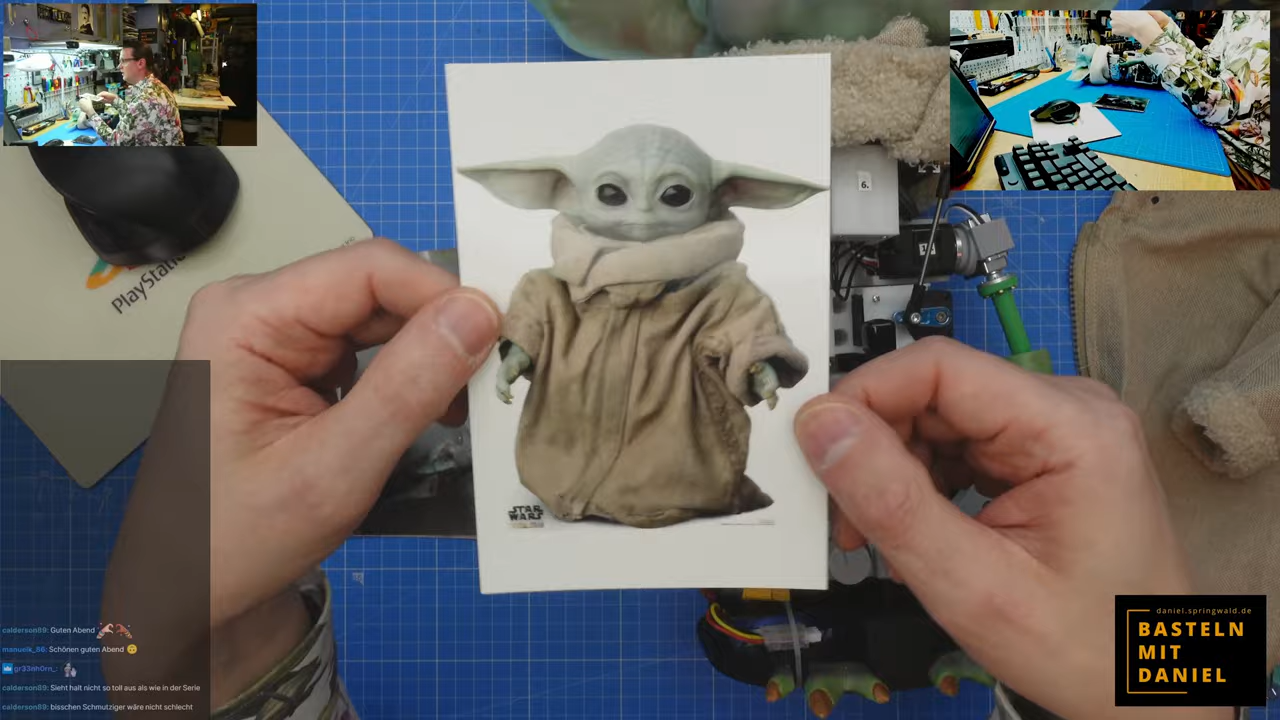 PlayStation
6.
STAR
WARS
calderson89: Guten Abend
manuelk_86: Schönen guten Abend
gr33nh0rn_:
calderson89: Sieht halt nicht so toll aus als wie in der Serie
calderson89: bisschen Schmutziger wäre nicht schlecht
daniel.springwald.de
BASTELN
MIT
DANIEL